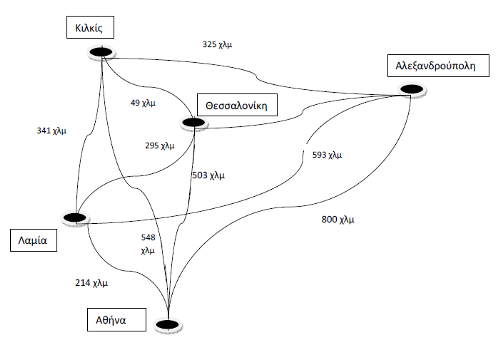 Κιλκίς
325 χλμ
Αλεξανδρούπολη
49 χλμ
Θεσσαλονίκη
341 χλμ
295 χλμ
593 χλμ
503 χλμ
800 χλμ
Λαμία
548
χλμ
214 χλμ
Αθήνα